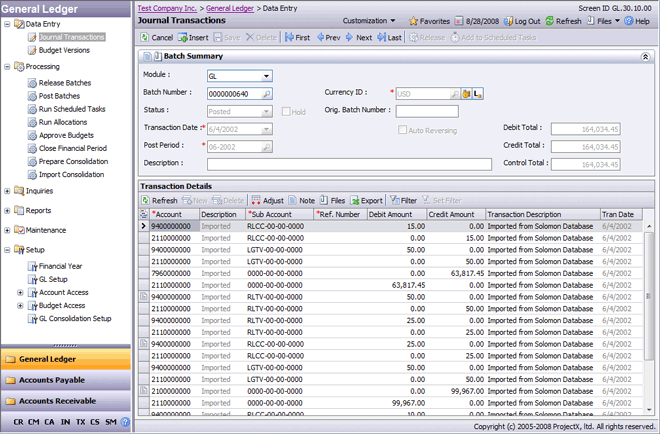 General Ledger
Test Company Inc. > General Ledger > Data Entry
Screen ID GL.30.10.00
Journal Transactions
Customization Favorites 8/28/2008 Log Out Refresh Files Help
Cancel Insert Save Delete First Prev Next Last Release Add to Scheduled Tasks
Data Entry
Journal Transactions
Budget Versions
Processing
Release Batches
Post Batches
Run Scheduled Tasks
Run Allocations
Approve Budgets
Close Financial Period
Prepare Consolidation
Import Consolidation
Inquiries
Reports
Maintenance
Setup
Financial Year
GL Setup
Account Access
Budget Access
GL Consolidation Setup
General Ledger
Accounts Payable
Accounts Receivable
CR CM CA IN TX CS SM
Batch Summary
Module : GL
Batch Number : 0000000640 Currency ID : * USD
Status : Posted Hold Orig. Batch Number :
Transaction Date : * 6/4/2002 Auto Reversing Debit Total : 164,034.45
Post Period : * 06-2002 Credit Total : 164,034.45
Description : Control Total : 164,034.45
Transaction Details
Refresh New Delete Adjust Note Files Export Filter Set Filter
*Account Description *Sub Account *Ref. Number Debit Amount Credit Amount Transaction Description Tran Date
9400000000 Imported RLCC-00-00-0000 15.00 0.00 Imported from Solomon Database 6/4/2002
2110000000 Imported RLCC-00-00-0000 0.00 15.00 Imported from Solomon Database 6/4/2002
9400000000 Imported LGTV-00-00-0000 50.00 0.00 Imported from Solomon Database 6/4/2002
2110000000 Imported LGTV-00-00-0000 0.00 50.00 Imported from Solomon Database 6/4/2002
7960000000 Imported 0000-00-00-0000 0.00 63,817.45 Imported from Solomon Database 6/4/2002
2110000000 Imported 0000-00-00-0000 63,817.45 0.00 Imported from Solomon Database 6/4/2002
9400000000 Imported RLTV-00-00-0000 50.00 0.00 Imported from Solomon Database 6/4/2002
2110000000 Imported RLTV-00-00-0000 0.00 50.00 Imported from Solomon Database 6/4/2002
9400000000 Imported RLTV-00-00-0000 25.00 0.00 Imported from Solomon Database 6/4/2002
2110000000 Imported RLTV-00-00-0000 0.00 25.00 Imported from Solomon Database 6/4/2002
9400000000 Imported RLCC-00-00-0000 25.00 0.00 Imported from Solomon Database 6/4/2002
2110000000 Imported RLCC-00-00-0000 0.00 25.00 Imported from Solomon Database 6/4/2002
9400000000 Imported LGTV-00-00-0000 50.00 0.00 Imported from Solomon Database 6/4/2002
2110000000 Imported LGTV-00-00-0000 0.00 50.00 Imported from Solomon Database 6/4/2002
2100000000 Imported 0000-00-00-0000 0.00 99,967.00 Imported from Solomon Database 6/4/2002
2110000000 Imported 0000-00-00-0000 99,967.00 0.00 Imported from Solomon Database 6/4/2002
9400000000 Imported RLCC-00-00-0000 10.00 0.00 Imported from Solomon Database 6/4/2002
Copyright (c) 2005-2008 ProjectX, ltd. All rights reserved.